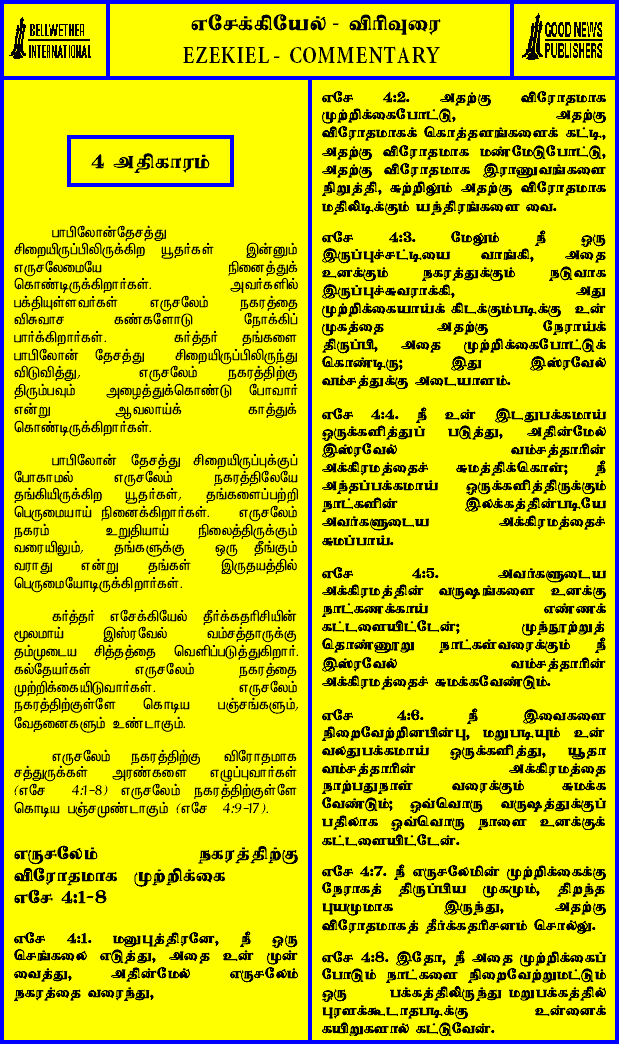 BELLWETHER
INTERNATIONAL
எசேக்கியேல் - விரிவுரை
EZEKIEL - COMMENTARY
GOOD NEWS
PUBLISHERS
4 அதிகாரம்
பாபிலோன்தேசத்து
சிறையிருப்பிலிருக்கிற யூதர்கள் இன்னும்
எருசலேமையே நினைத்துக்
கொண்டிருக்கிறார்கள். அவர்களில்
பக்தியுள்ளவர்கள் எருசலேம் நகரத்தை
விசுவாச கண்களோடு நோக்கிப்
பார்க்கிறார்கள். கர்த்தர் தங்களை
பாபிலோன் தேசத்து சிறையிருப்பிலிருந்து
விடுவித்து, எருசலேம் நகரத்திற்கு
திரும்பவும் அழைத்துக்கொண்டு போவார்
என்று ஆவலாய்க் காத்துக்
கொண்டிருக்கிறார்கள்.
பாபிலோன் தேசத்து சிறையிருப்புக்குப்
போகாமல் எருசலேம் நகரத்திலேயே
தங்கியிருக்கிற யூதர்கள், தங்களைப்பற்றி
பெருமையாய் நினைக்கிறார்கள். எருசலேம்
நகரம் உறுதியாய் நிலைத்திருக்கும்
வரையிலும், தங்களுக்கு ஒரு தீங்கும்
வராது என்று தங்கள் இருதயத்தில்
பெருமையோடிருக்கிறார்கள்.
கர்த்தர் எசேக்கியேல் தீர்க்கதரிசியின்
மூலமாய் இஸ்ரவேல் வம்சத்தாருக்கு
தம்முடைய சித்தத்தை வெளிப்படுத்துகிறார்.
கல்தேயர்கள் எருசலேம் நகரத்தை
முற்றிக்கையிடுவார்கள். எருசலேம்
நகரத்திற்குள்ளே கொடிய பஞ்சங்களும்,
வேதனைகளும் உண்டாகும்.
எருசலேம் நகரத்திற்கு விரோதமாக
சத்துருக்கள் அரண்களை எழுப்புவார்கள்
(எசே 4:1-8) எருசலேம் நகரத்திற்குள்ளே
கொடிய பஞ்சமுண்டாகும் (எசே 4:9-17).
எருசலேம் நகரத்திற்கு
விரோதமாக முற்றிக்கை
எசே 4:1-8
எசே 4:1. மனுபுத்திரனே, நீ ஒரு
செங்கலை எடுத்து, அதை உன் முன்
வைத்து, அதின்மேல் எருசலேம்
நகரத்தை வரைந்து,
எசே 4:2. அதற்கு விரோதமாக
முற்றிக்கைபோட்டு, அதற்கு
விரோதமாகக் கொத்தளங்களைக் கட்டி,
அதற்கு விரோதமாக மண்மேடுபோட்டு,
அதற்கு விரோதமாக இராணுவங்களை
நிறுத்தி, சுற்றிலும் அதற்கு விரோதமாக
மதிலிடிக்கும் யந்திரங்களை வை.
எசே 4:3. மேலும் நீ ஒரு
இருப்புச்சட்டியை வாங்கி, அதை
உனக்கும் நகரத்துக்கும் நடுவாக
இருப்புச்சுவராக்கி, அது
முற்றிக்கையாய்க் கிடக்கும்படிக்கு உன்
முகத்தை அதற்கு நேராய்த்
திருப்பி, அதை முற்றிக்கைபோட்டுக்
கொண்டிரு; இது இஸ்ரவேல்
வம்சத்துக்கு அடையாளம்.
எசே 4:4. நீ உன் இடதுபக்கமாய்
ஒருக்களித்துப் படுத்து, அதின்மேல்
இஸ்ரவேல் வம்சத்தாரின்
அக்கிரமத்தைச் சுமத்திக்கொள்; நீ
அந்தப்பக்கமாய் ஒருக்களித்திருக்கும்
நாட்களின் இலக்கத்தின்படியே
அவர்களுடைய அக்கிரமத்தைச்
சுமப்பாய்.
எசே 4:5. அவர்களுடைய
அக்கிரமத்தின் வருஷங்களை உனக்கு
நாட்கணக்காய் எண்ணக்
கட்டளையிட்டேன்; முந்நூற்றுத்
தொண்ணூறு நாட்கள்வரைக்கும் நீ
இஸ்ரவேல் வம்சத்தாரின்
அக்கிரமத்தைச் சுமக்கவேண்டும்.
எசே 4:6. நீ இவைகளை
நிறைவேற்றினபின்பு, மறுபடியும் உன்
வலதுபக்கமாய் ஒருக்களித்து, யூதா
வம்சத்தாரின் அக்கிரமத்தை
நாற்பதுநாள் வரைக்கும் சுமக்க
வேண்டும்; ஒவ்வொரு வருஷத்துக்குப்
பதிலாக ஒவ்வொரு நாளை உனக்குக்
கட்டளையிட்டேன்.
எசே 4:7. நீ எருசலேமின் முற்றிக்கைக்கு
நேராகத் திருப்பிய முகமும், திறந்த
புயமுமாக இருந்து, அதற்கு
விரோதமாகத் தீர்க்கதரிசனம் சொல்லு.
எசே 4:8. இதோ, நீ அதை முற்றிக்கைப்
போடும் நாட்களை நிறைவேற்றுமட்டும்
ஒரு பக்கத்திலிருந்து மறுபக்கத்தில்
புரளக்கூடாதபடிக்கு உன்னைக்
கயிறுகளால் கட்டுவேன்.